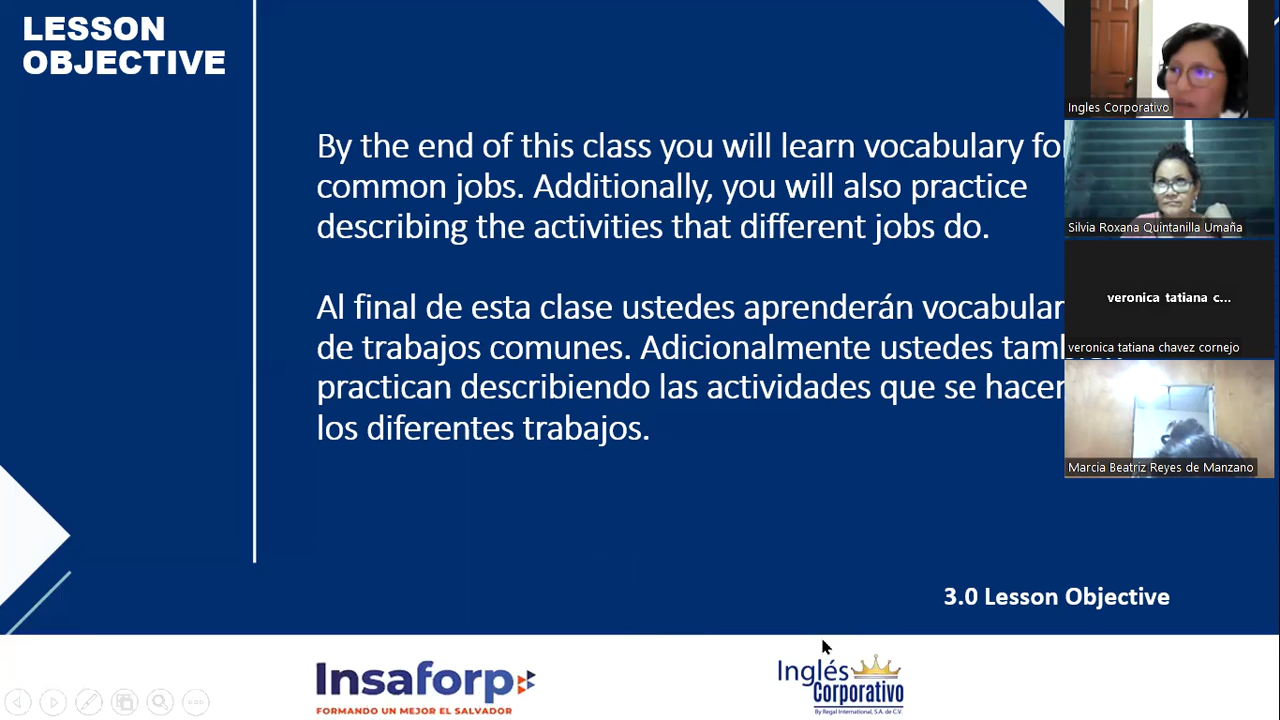 LESSON
OBJECTIVE
By the end of this class you will learn vocabulary fo
common jobs. Additionally, you will also practice
describing the activities that different jobs do.
Al final de esta clase ustedes aprenderán vocabular
de trabajos comunes. Adicionalmente ustedes también
practican describiendo las actividades que se hacen
los diferentes trabajos.
3.0 Lesson Objective
Insaforp
FORMANDO UN MEJOR EL SALVADOR
Inglés
Corporativo
By Regal International, S.A. de C.V.
Ingles Corporativo
Silvia Roxana Quintanilla Umaña
veronica tatiana c...
veronica tatiana chavez cornejo
Marcia Beatriz Reyes de Manzano